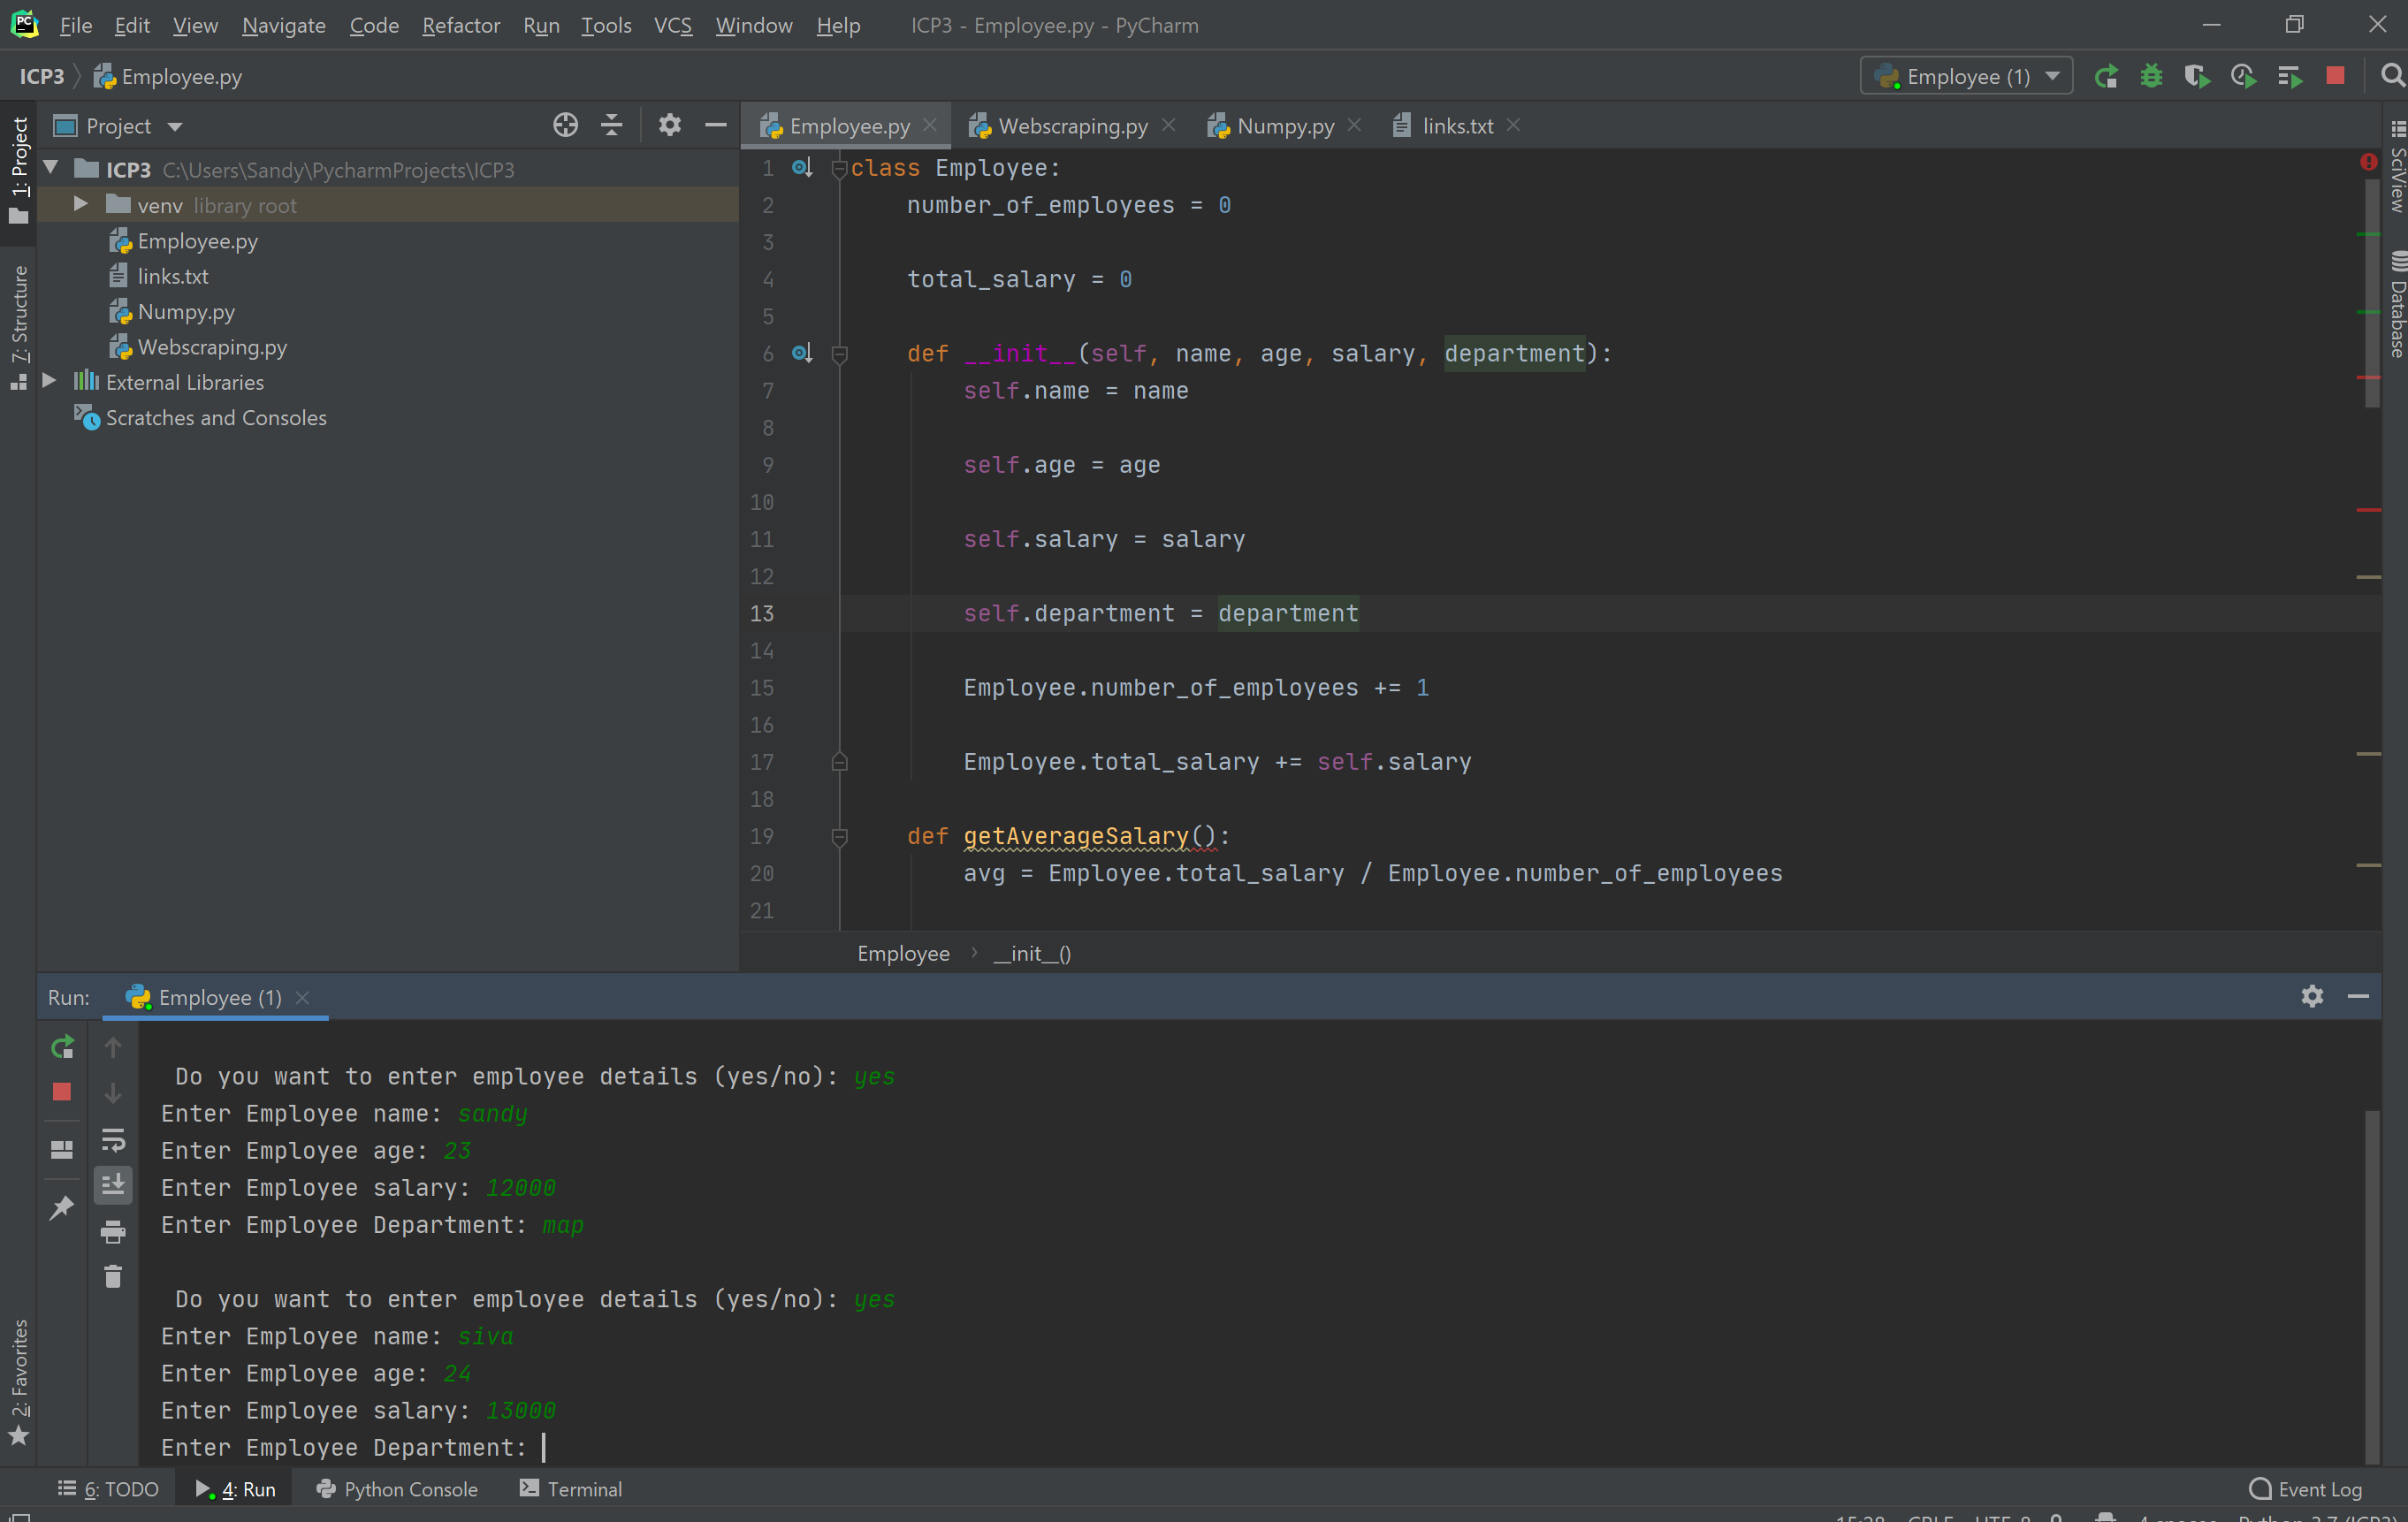 PC File Edit View Navigate Code Refactor Run Tools VCS Window Help ICP3 - Employee.py - PyCharm
ICP3 Employee.py Employee (1)
1: Project
7: Structure
2: Favorites
Project
ICP3 C:\Users\Sandy\PycharmProjects\ICP3
venv library root
Employee.py
links.txt
Numpy.py
Webscraping.py
External Libraries
Scratches and Consoles
Employee.py Webscraping.py Numpy.py links.txt
1 class Employee:
2     number_of_employees = 0
3
4     total_salary = 0
5
6     def __init__(self, name, age, salary, department):
7         self.name = name
8
9         self.age = age
10
11         self.salary = salary
12
13         self.department = department
14
15         Employee.number_of_employees += 1
16
17         Employee.total_salary += self.salary
18
19     def getAverageSalary():
20         avg = Employee.total_salary / Employee.number_of_employees
21
Employee › __init__()
SciView
Database
Run: Employee (1)
Do you want to enter employee details (yes/no): yes
Enter Employee name: sandy
Enter Employee age: 23
Enter Employee salary: 12000
Enter Employee Department: map
Do you want to enter employee details (yes/no): yes
Enter Employee name: siva
Enter Employee age: 24
Enter Employee salary: 13000
Enter Employee Department:
6: TODO 4: Run Python Console Terminal Event Log